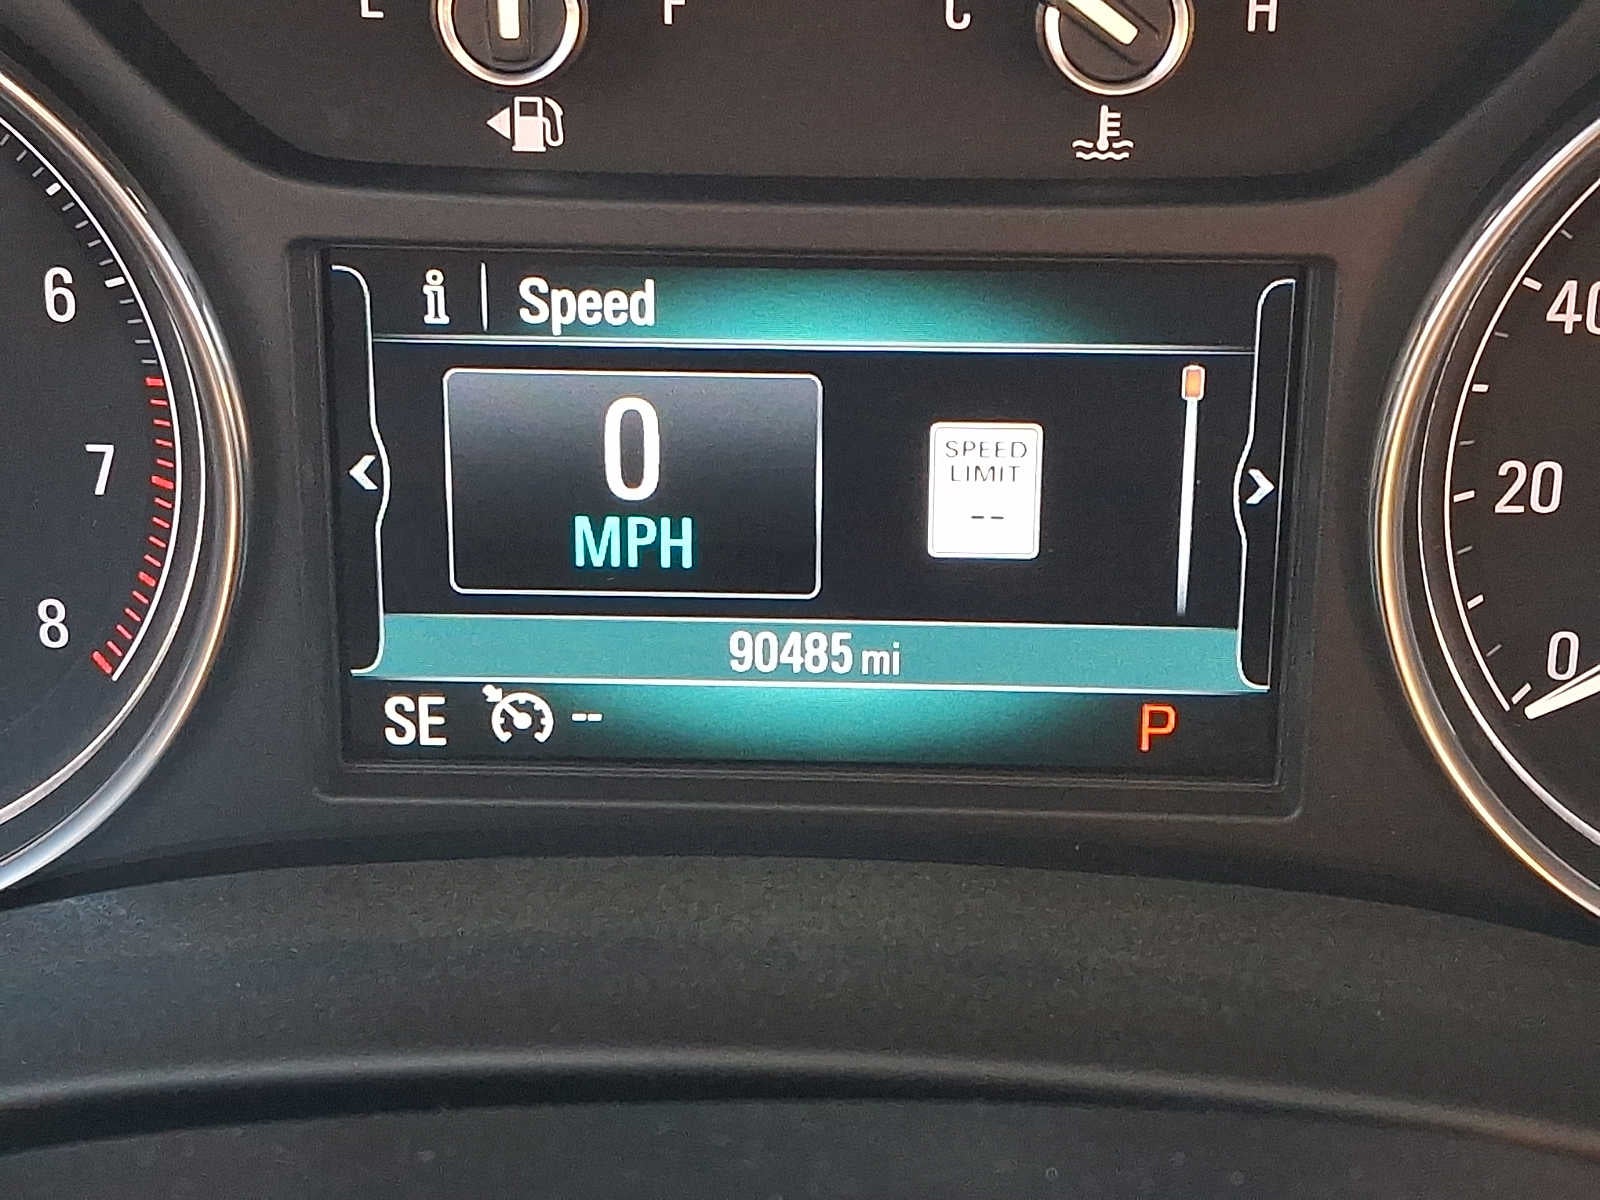 E F C H
i Speed
6
7
8
0
MPH
SPEED
LIMIT
--
40
20
0
90485 mi
SE -- P